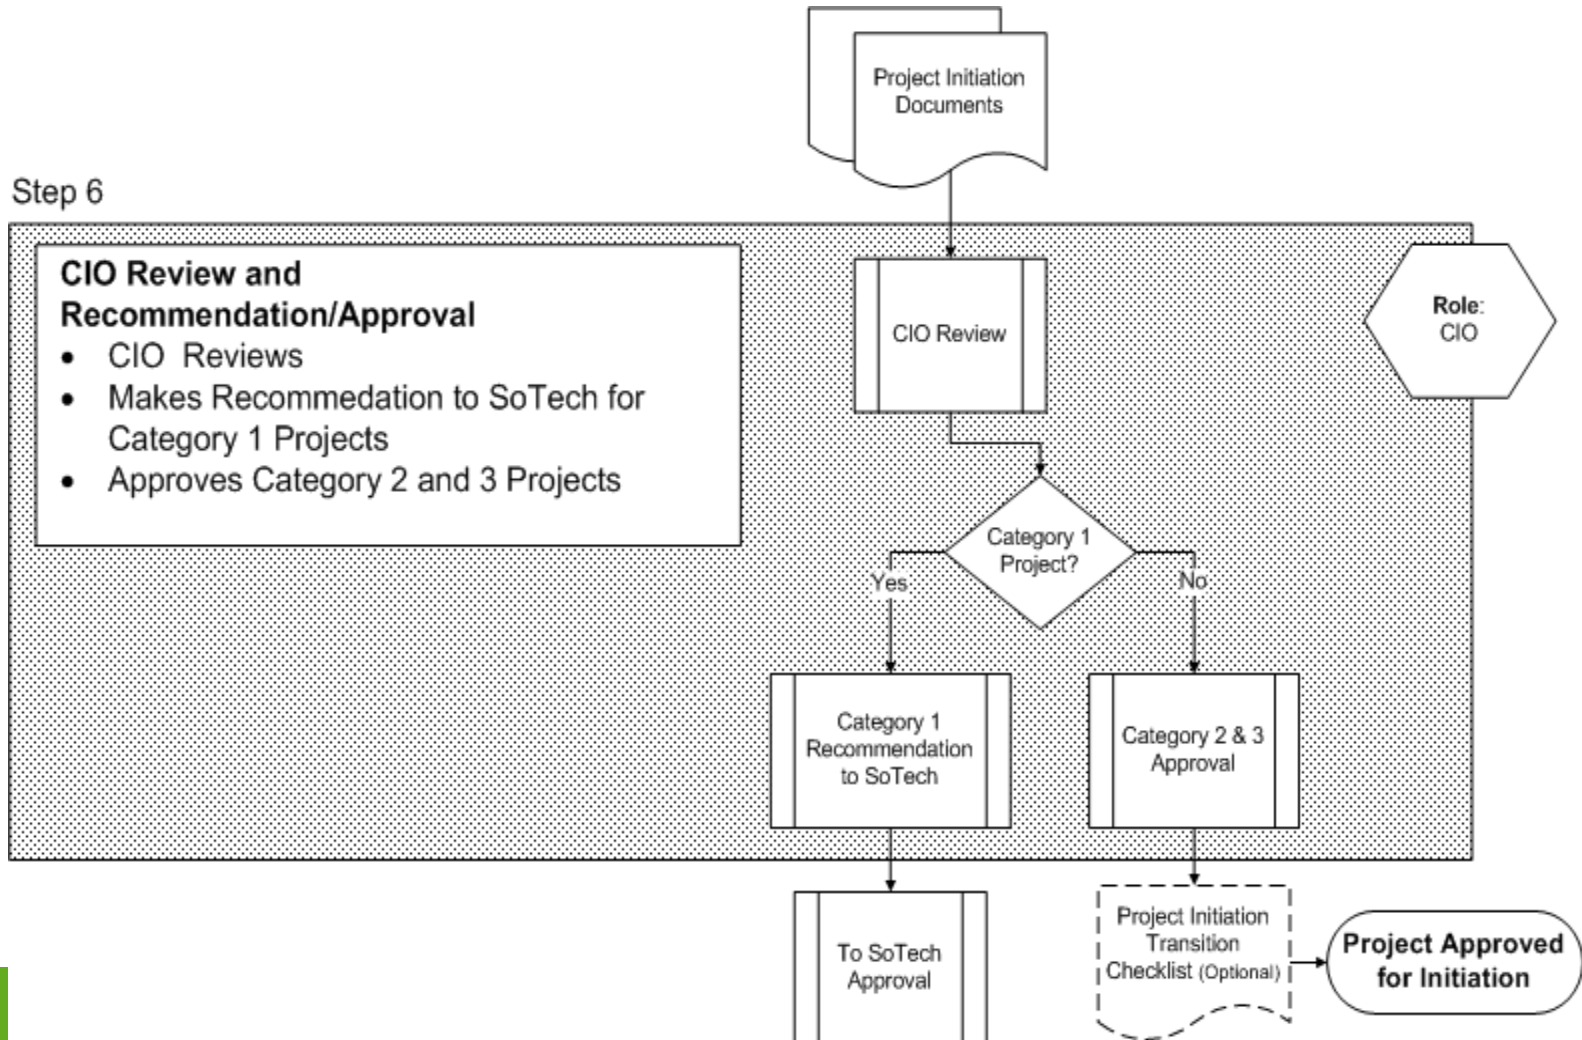 Project Initiation
Documents
Step 6
CIO Review and
Recommendation/Approval
• CIO  Reviews
• Makes Recommedation to SoTech for
Category 1 Projects
• Approves Category 2 and 3 Projects
CIO Review
Role:
CIO
Category 1
Project?
Yes
No
Category 1
Recommendation
to SoTech
Category 2 & 3
Approval
To SoTech
Approval
Project Initiation
Transition
Checklist (Optional)
Project Approved
for Initiation